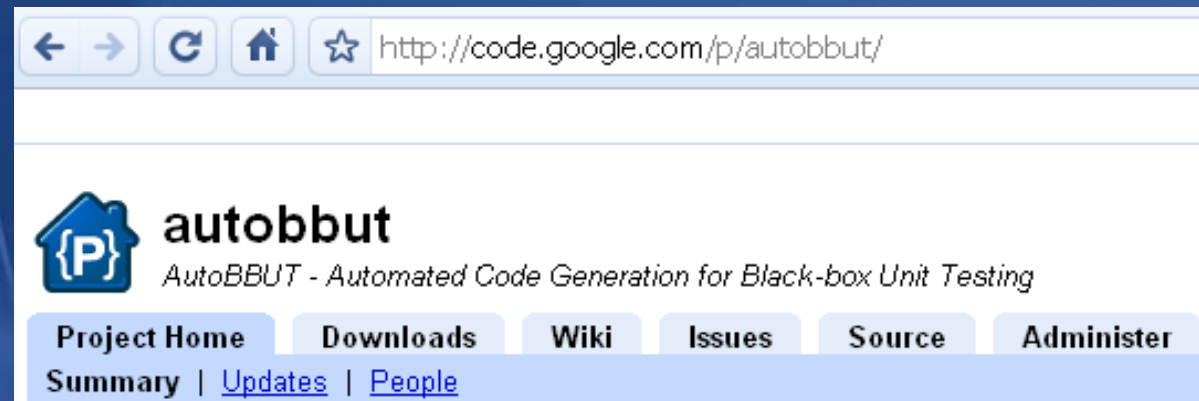 http://code.google.com/p/autobbut/
{P}
autobbut
AutoBBUT - Automated Code Generation for Black-box Unit Testing
Project Home Downloads Wiki Issues Source Administer
Summary | Updates | People